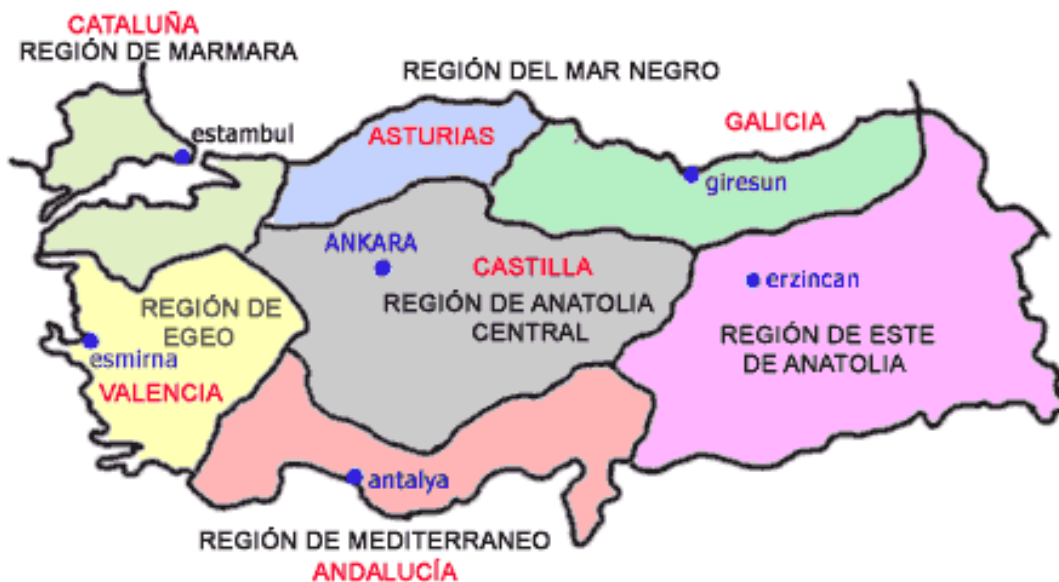 CATALUÑA
REGIÓN DE MARMARA
REGIÓN DEL MAR NEGRO
estambul
ASTURIAS
GALICIA
giresun
ANKARA
CASTILLA
erzincan
REGIÓN DE
EGEO
REGIÓN DE ANATOLIA
CENTRAL
REGIÓN DE ESTE
DE ANATOLIA
esmirna
VALENCIA
antalya
REGIÓN DE MEDITERRANEO
ANDALUCÍA